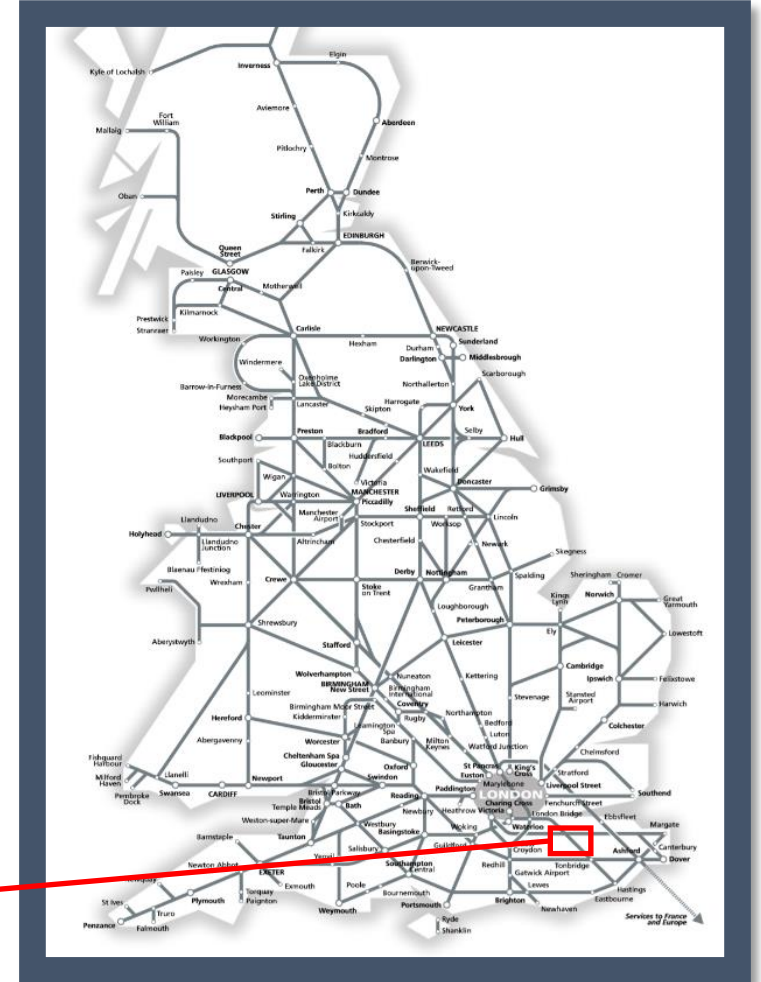 Elgin
Inverness
Kyle of Lochalsh
Aviemore
Fort
William
Mallaig
Aberdeen
Pitlochry
Montrose
Perth
Dundee
Oban
Kirkcaldy
Stirling
EDINBURGH
Queen
Street
Falkirk
Berwick-
upon-Tweed
Paisley
GLASGOW
Central
Motherwell
Kilmarnock
Prestwick
Stranraer
Carlisle
NEWCASTLE
Workington
Hexham
Sunderland
Durham
Darlington
Middlesbrough
Windermere
Scarborough
Oxenholme
Lake District
Barrow-in-Furness
Northallerton
Morecambe
Heysham Port
Lancaster
Harrogate
York
Skipton
Blackpool
Preston
Bradford
LEEDS
Selby
Hull
Blackburn
Huddersfield
Southport
Bolton
Wakefield
Wigan
Victoria
Doncaster
MANCHESTER
Piccadilly
Grimsby
LIVERPOOL
Warrington
Manchester
Airport
Sheffield
Retford
Llandudno
Stockport
Worksop
Lincoln
Holyhead
Chester
Llandudno
Junction
Altrincham
Chesterfield
Newark
Skegness
Blaenau Ffestiniog
Derby
Nottingham
Pwllheli
Wrexham
Crewe
Stoke
on Trent
Grantham
Spalding
Sheringham
Cromer
Kings
Lynn
Norwich
Great
Yarmouth
Loughborough
Peterborough
Shrewsbury
Ely
Lowestoft
Aberystwyth
Stafford
Leicester
Wolverhampton
Cambridge
BIRMINGHAM
New Street
Nuneaton
Kettering
Ipswich
Felixstowe
Birmingham
International
Leominster
Stansted
Airport
Birmingham Moor Street
Coventry
Stevenage
Harwich
Hereford
Kidderminster
Rugby
Northampton
Leamington
Spa
Bedford
Colchester
Worcester
Banbury
Milton
Keynes
Luton
Abergavenny
Watford Junction
Chelmsford
Cheltenham Spa
Gloucester
Oxford
St Pancras
King's
Cross
Euston
Stratford
Fishguard
Harbour
Llanelli
Newport
Swindon
Marylebone
Liverpool Street
Milford
Haven
Bristol Parkway
Paddington
LONDON
Southend
Pembroke
Dock
Swansea
CARDIFF
Bristol
Temple Meads
Bath
Reading
Charing Cross
Fenchurch Street
Newbury
Heathrow
Victoria
London Bridge
Ebbsfleet
Weston-super-Mare
Westbury
Woking
Waterloo
Margate
Barnstaple
Taunton
Basingstoke
Salisbury
Guildford
Croydon
Canterbury
Ashford
Dover
Newton Abbot
Yeovil
Southampton
Central
Redhill
Tonbridge
EXETER
Gatwick Airport
Exmouth
Poole
Lewes
Hastings
St Ives
Plymouth
Torquay
Paignton
Bournemouth
Portsmouth
Brighton
Eastbourne
Truro
Weymouth
Newhaven
Penzance
Falmouth
Ryde
Shanklin
Services to France
and Europe